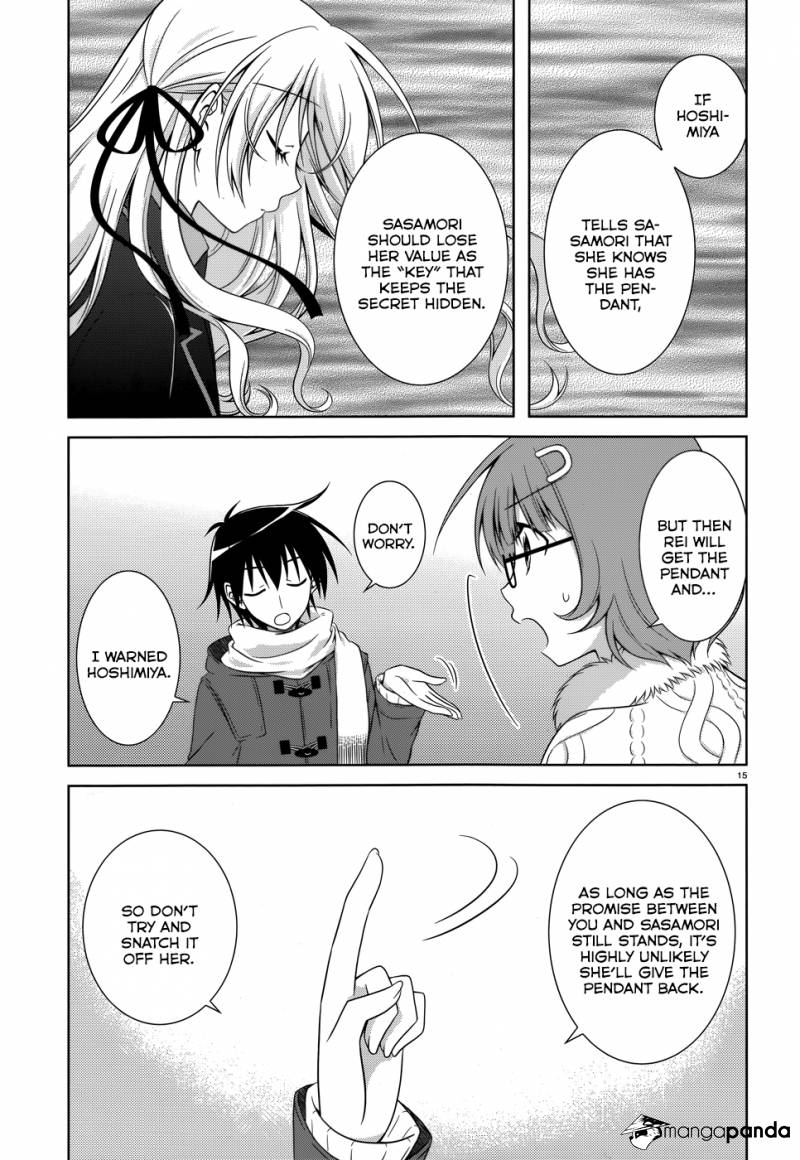 IF
HOSHI-
MIYA
TELLS SA-
SAMORI THAT
SHE KNOWS
SHE HAS
THE PEN-
DANT,
SASAMORI
SHOULD LOSE
HER VALUE AS
THE “KEY” THAT
KEEPS THE
SECRET HIDDEN.
BUT THEN
REI WILL
GET THE
PENDANT
AND...
DON'T
WORRY.
I WARNED
HOSHIMIYA.
15
AS LONG AS THE
PROMISE BETWEEN
YOU AND SASAMORI
STILL STANDS, IT'S
HIGHLY UNLIKELY
SHE'LL GIVE THE
PENDANT BACK.
SO DON'T
TRY AND
SNATCH IT
OFF HER.
mangapanda